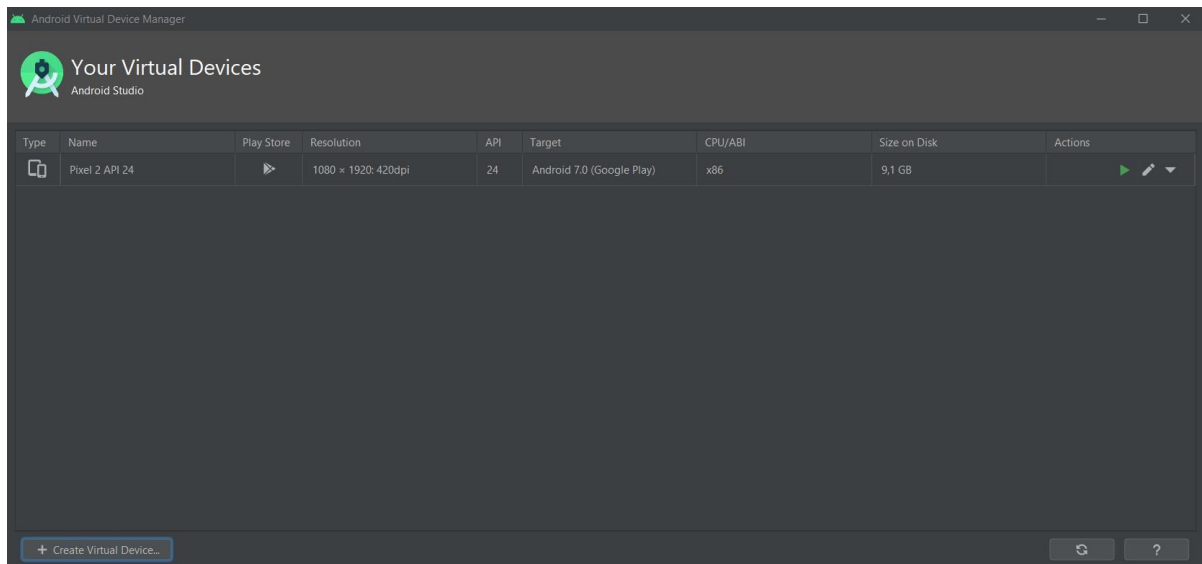 Android Virtual Device Manager
Your Virtual Devices
Android Studio
Type Name Play Store Resolution API Target CPU/ABI Size on Disk Actions
Pixel 2 API 24 1080 × 1920: 420dpi 24 Android 7.0 (Google Play) x86 9,1 GB
+ Create Virtual Device... ?